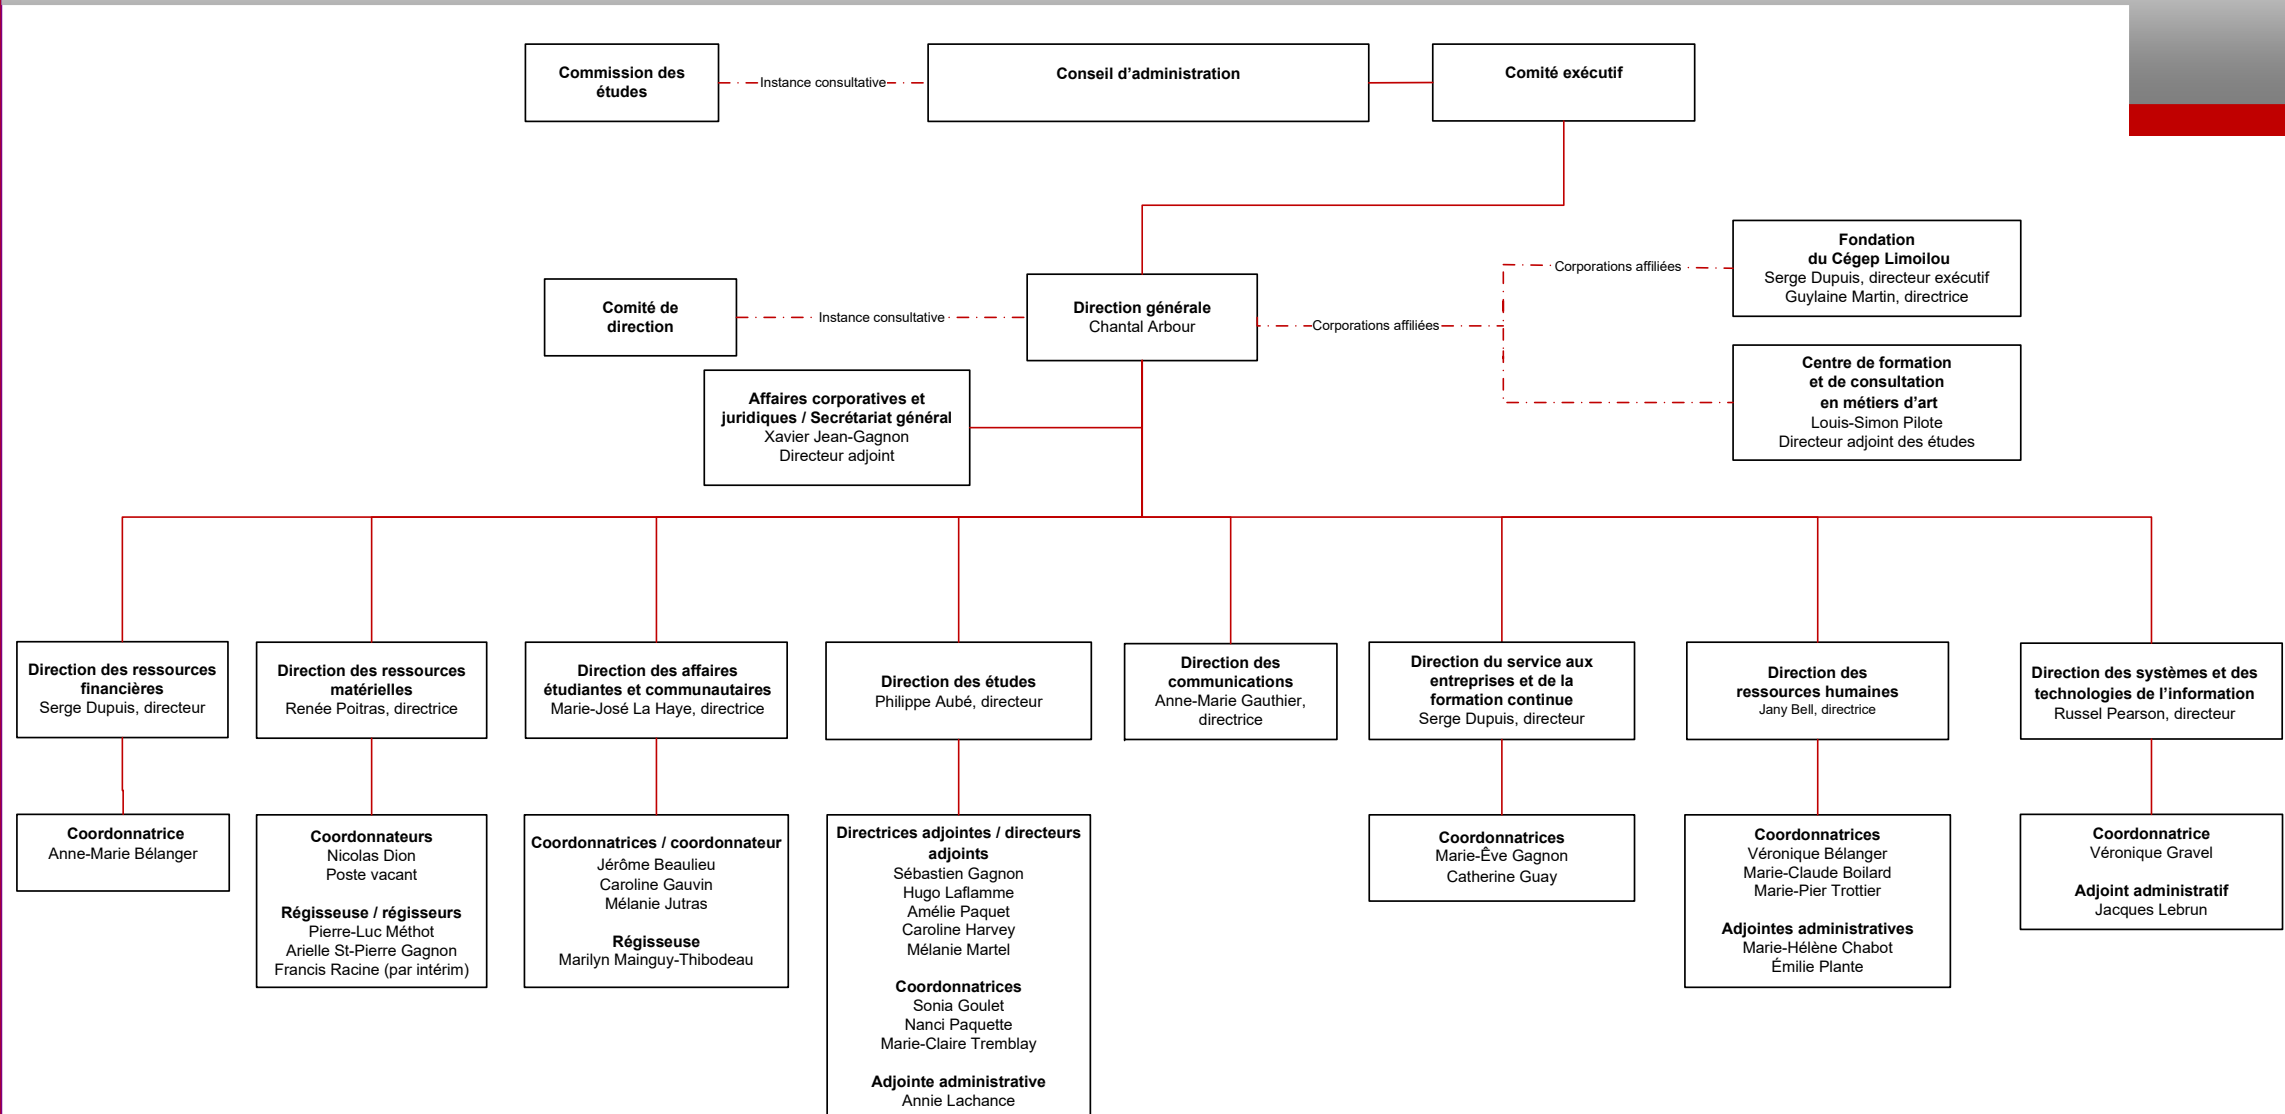 Commission des
études
Instance consultative
Conseil d’administration
Comité exécutif
Fondation
du Cégep Limoilou
Serge Dupuis, directeur exécutif
Guylaine Martin, directrice
Corporations affiliées
Comité de
direction
Instance consultative
Direction générale
Chantal Arbour
Corporations affiliées
Centre de formation
et de consultation
en métiers d’art
Louis-Simon Pilote
Directeur adjoint des études
Affaires corporatives et
juridiques / Secrétariat général
Xavier Jean-Gagnon
Directeur adjoint
Direction des ressources
financières
Serge Dupuis, directeur
Direction des ressources
matérielles
Renée Poitras, directrice
Direction des affaires
étudiantes et communautaires
Marie-José La Haye, directrice
Direction des études
Philippe Aubé, directeur
Direction des
communications
Anne-Marie Gauthier,
directrice
Direction du service aux
entreprises et de la
formation continue
Serge Dupuis, directeur
Direction des
ressources humaines
Jany Bell, directrice
Direction des systèmes et des
technologies de l’information
Russel Pearson, directeur
Coordonnatrice
Anne-Marie Bélanger
Coordonnateurs
Nicolas Dion
Poste vacant
Régisseuse / régisseurs
Pierre-Luc Méthot
Arielle St-Pierre Gagnon
Francis Racine (par intérim)
Coordonnatrices / coordonnateur
Jérôme Beaulieu
Caroline Gauvin
Mélanie Jutras
Régisseuse
Marilyn Mainguy-Thibodeau
Directrices adjointes / directeurs
adjoints
Sébastien Gagnon
Hugo Laflamme
Amélie Paquet
Caroline Harvey
Mélanie Martel
Coordonnatrices
Sonia Goulet
Nanci Paquette
Marie-Claire Tremblay
Adjointe administrative
Annie Lachance
Coordonnatrices
Marie-Ève Gagnon
Catherine Guay
Coordonnatrices
Véronique Bélanger
Marie-Claude Boilard
Marie-Pier Trottier
Adjointes administratives
Marie-Hélène Chabot
Émilie Plante
Coordonnatrice
Véronique Gravel
Adjoint administratif
Jacques Lebrun